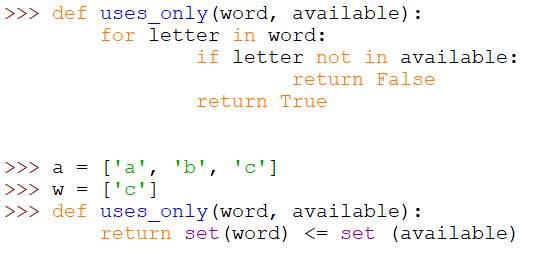 >>> def uses_only(word, available):
        for letter in word:
                if letter not in available:
                        return False
                return True
>>> a = ['a', 'b', 'c']
>>> w = ['c']
>>> def uses_only(word, available):
        return set(word) <= set (available)